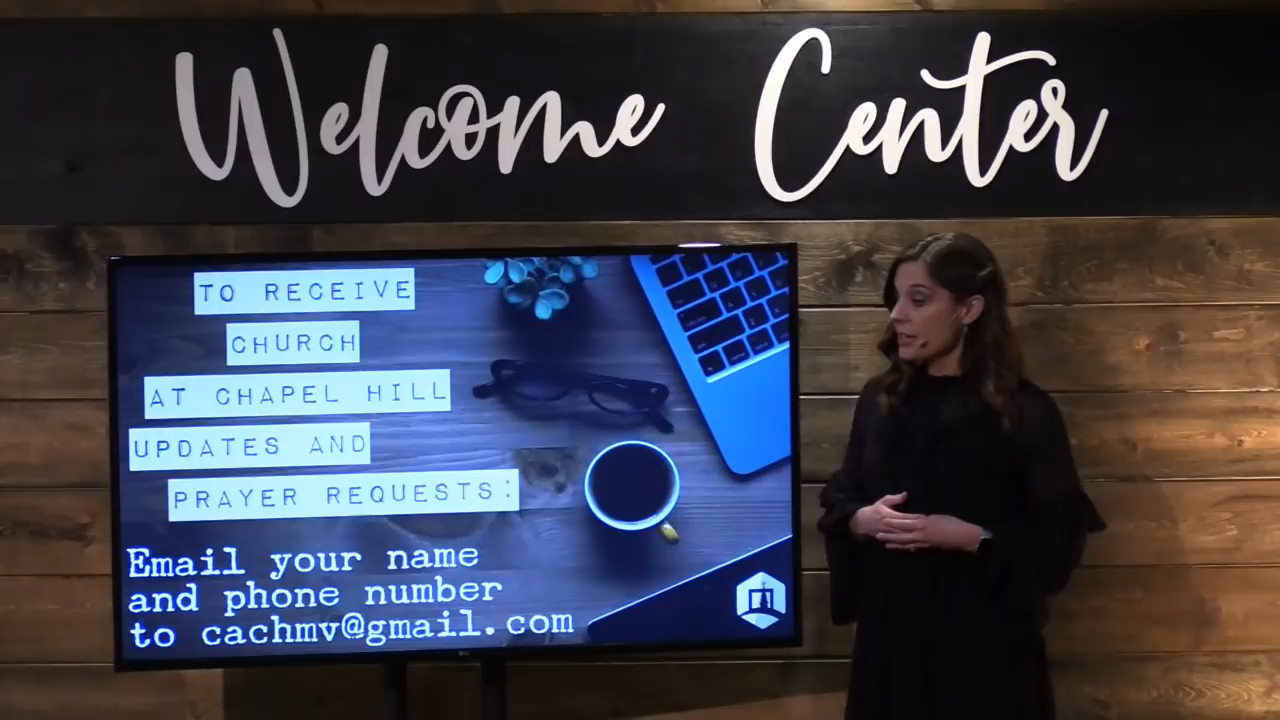 Welcome Center
TO RECEIVE
CHURCH
AT CHAPEL HILL
UPDATES AND
PRAYER REQUESTS:
Email your name
and phone number
to cachmv@gmail.com